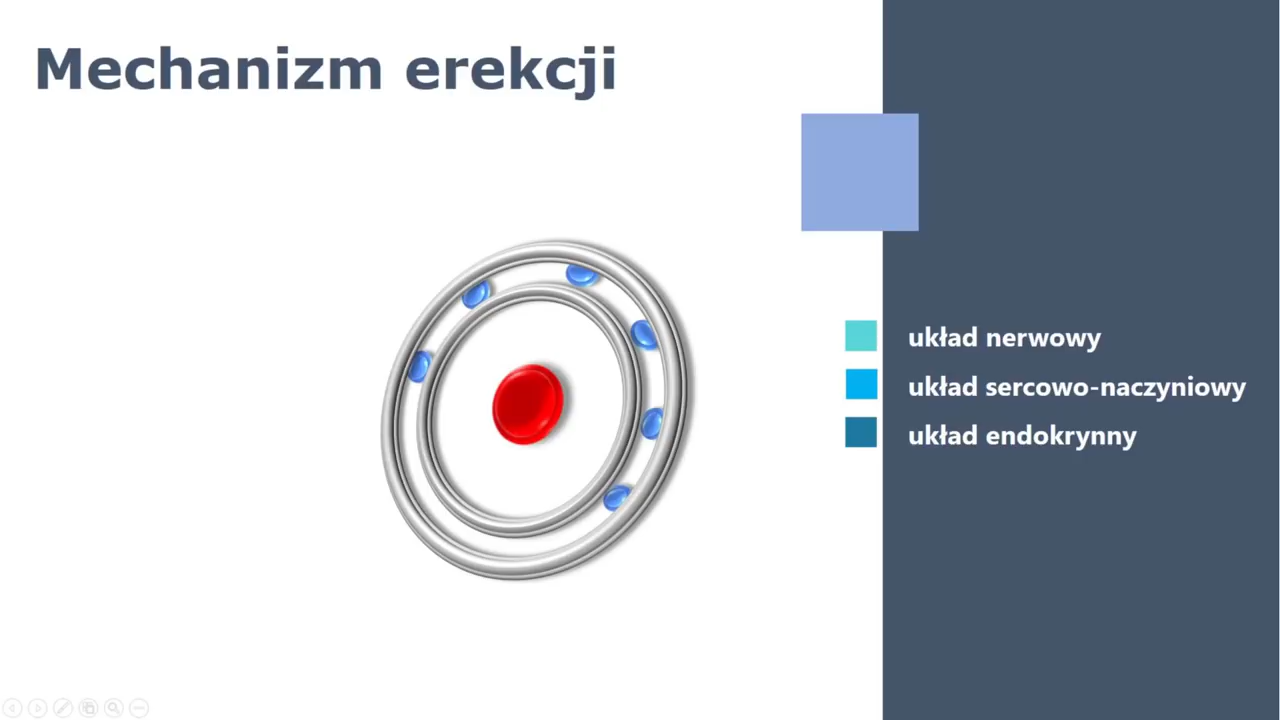 Mechanizm erekcji
układ nerwowy
układ sercowo-naczyniowy
układ endokrynny